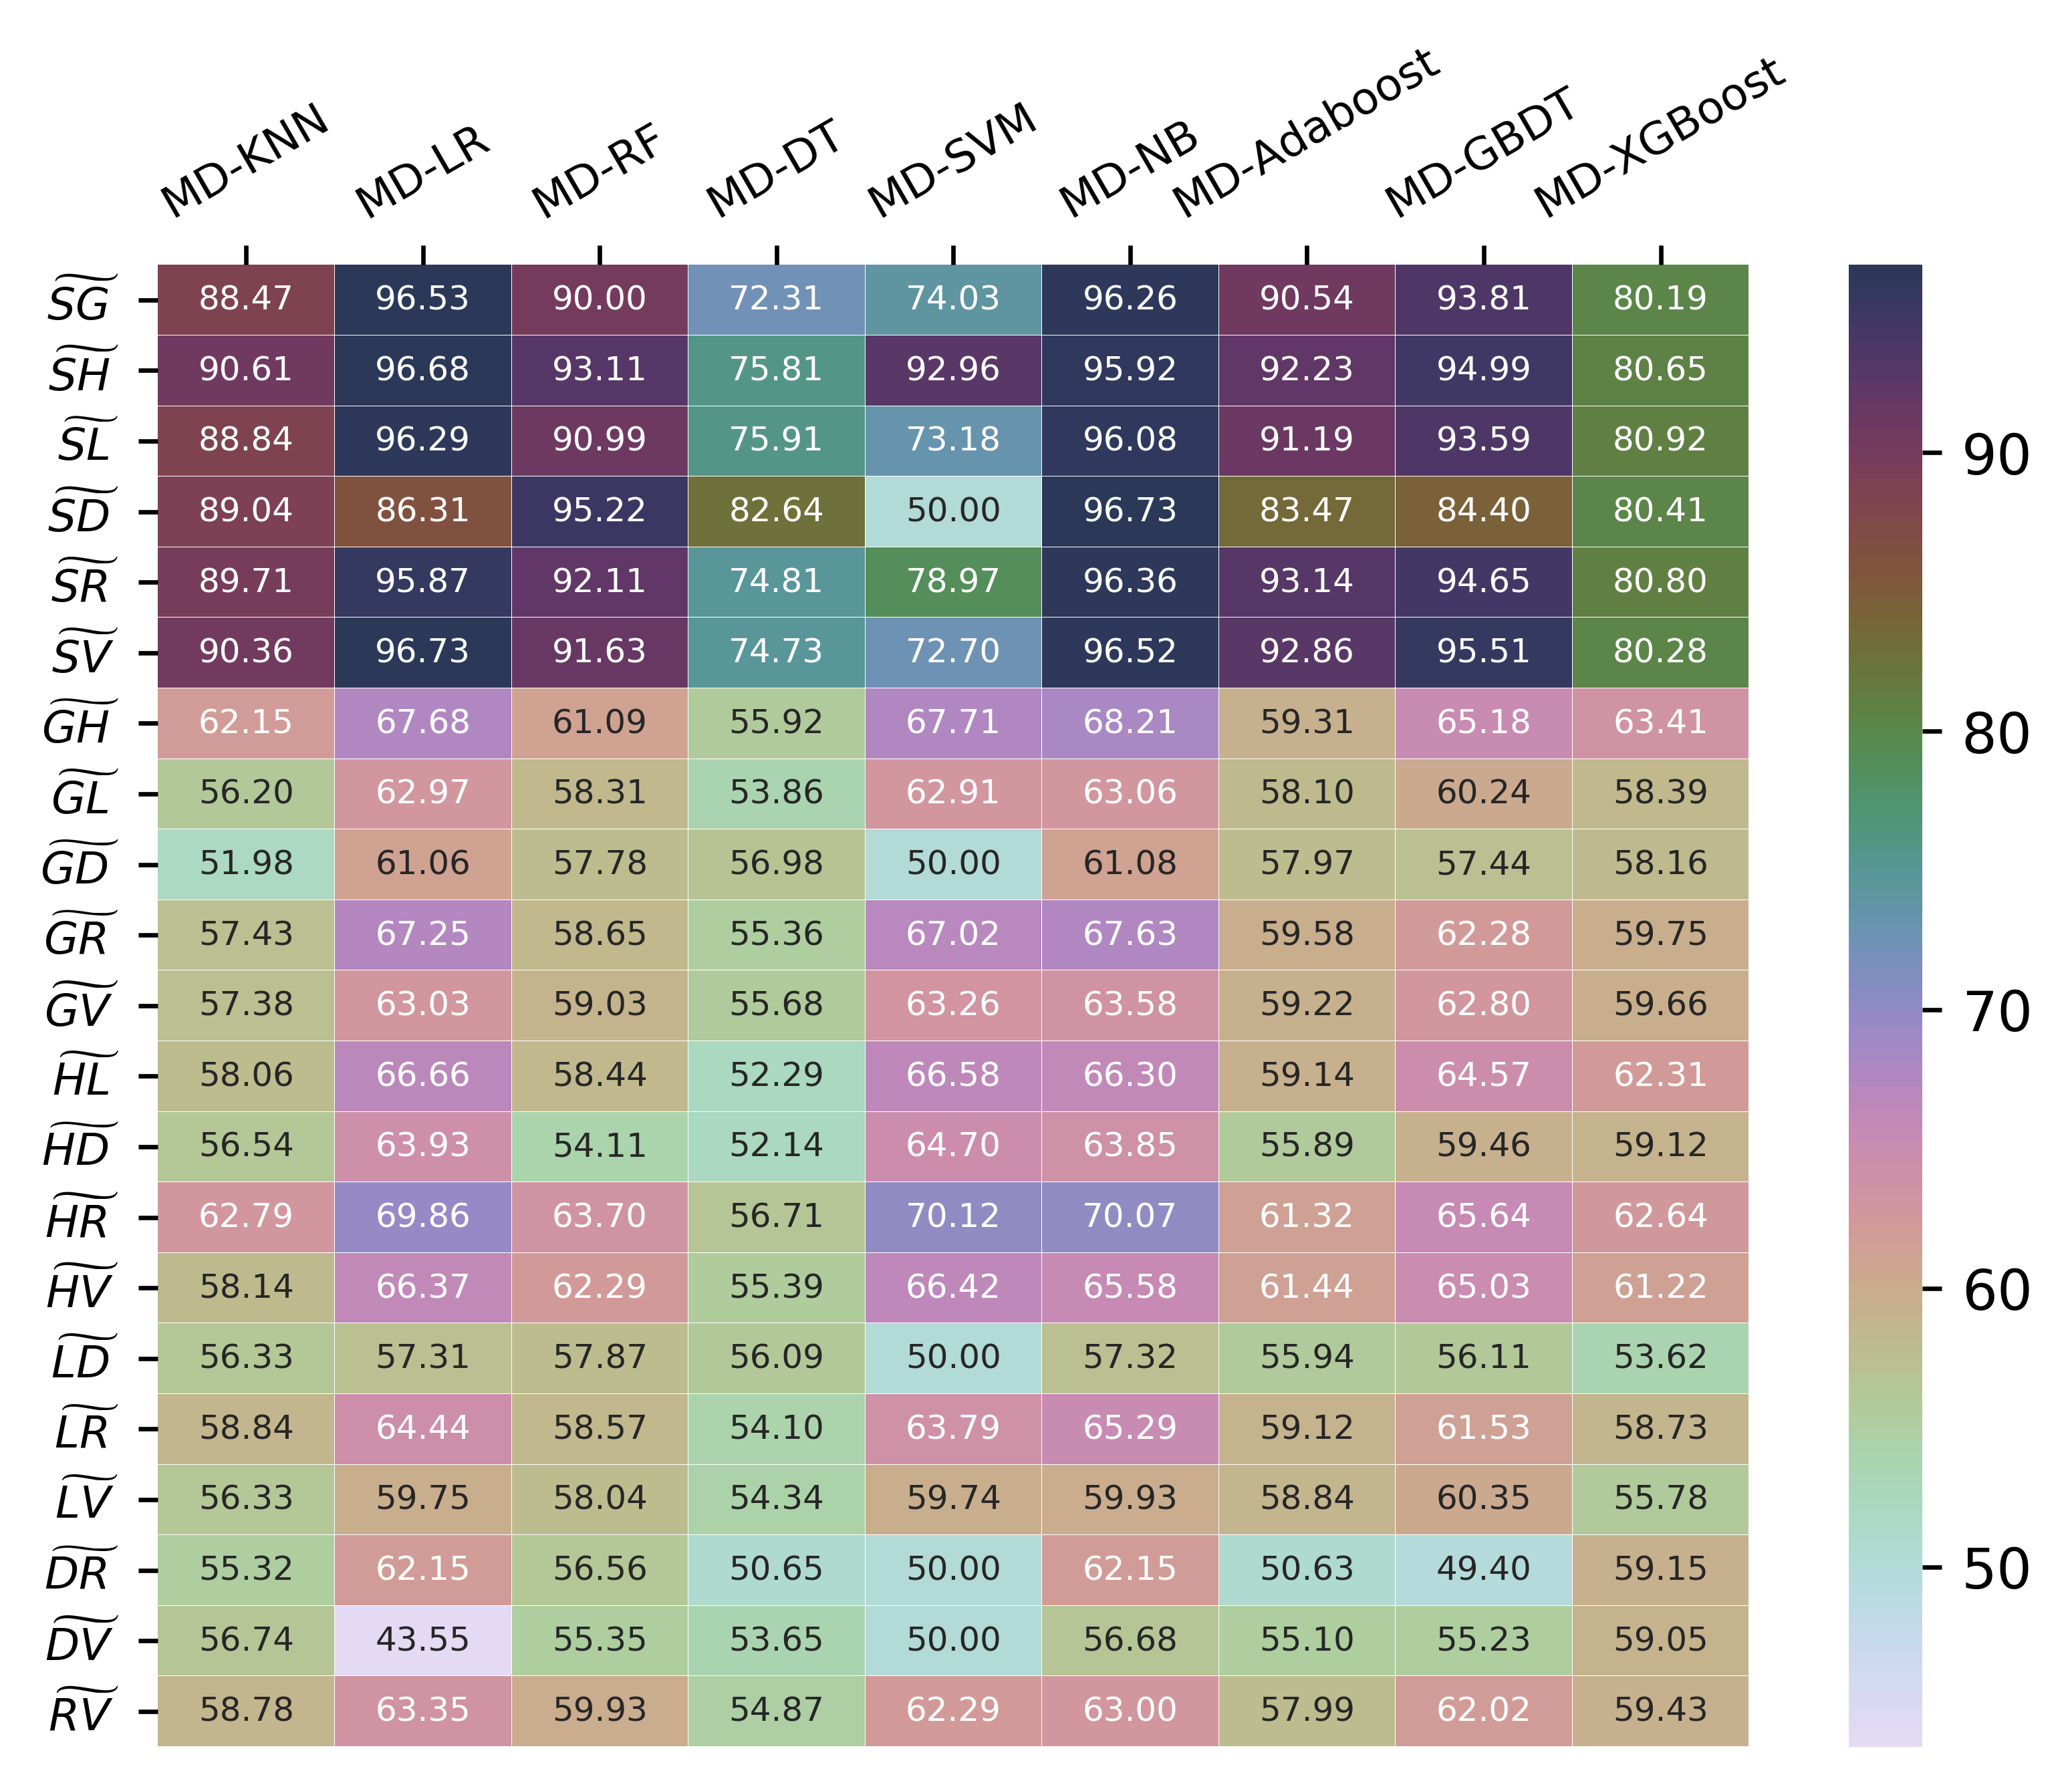 MD-KNN MD-LR MD-RF MD-DT MD-SVM MD-NB MD-Adaboost MD-GBDT MD-XGBoost
S͠G 88.47 96.53 90.00 72.31 74.03 96.26 90.54 93.81 80.19
S͠H 90.61 96.68 93.11 75.81 92.96 95.92 92.23 94.99 80.65
S͠L 88.84 96.29 90.99 75.91 73.18 96.08 91.19 93.59 80.92
S͠D 89.04 86.31 95.22 82.64 50.00 96.73 83.47 84.40 80.41
S͠R 89.71 95.87 92.11 74.81 78.97 96.36 93.14 94.65 80.80
S͠V 90.36 96.73 91.63 74.73 72.70 96.52 92.86 95.51 80.28
G͠H 62.15 67.68 61.09 55.92 67.71 68.21 59.31 65.18 63.41
G͠L 56.20 62.97 58.31 53.86 62.91 63.06 58.10 60.24 58.39
G͠D 51.98 61.06 57.78 56.98 50.00 61.08 57.97 57.44 58.16
G͠R 57.43 67.25 58.65 55.36 67.02 67.63 59.58 62.28 59.75
G͠V 57.38 63.03 59.03 55.68 63.26 63.58 59.22 62.80 59.66
H͠L 58.06 66.66 58.44 52.29 66.58 66.30 59.14 64.57 62.31
H͠D 56.54 63.93 54.11 52.14 64.70 63.85 55.89 59.46 59.12
H͠R 62.79 69.86 63.70 56.71 70.12 70.07 61.32 65.64 62.64
H͠V 58.14 66.37 62.29 55.39 66.42 65.58 61.44 65.03 61.22
L͠D 56.33 57.31 57.87 56.09 50.00 57.32 55.94 56.11 53.62
L͠R 58.84 64.44 58.57 54.10 63.79 65.29 59.12 61.53 58.73
L͠V 56.33 59.75 58.04 54.34 59.74 59.93 58.84 60.35 55.78
D͠R 55.32 62.15 56.56 50.65 50.00 62.15 50.63 49.40 59.15
D͠V 56.74 43.55 55.35 53.65 50.00 56.68 55.10 55.23 59.05
R͠V 58.78 63.35 59.93 54.87 62.29 63.00 57.99 62.02 59.43
90
80
70
60
50